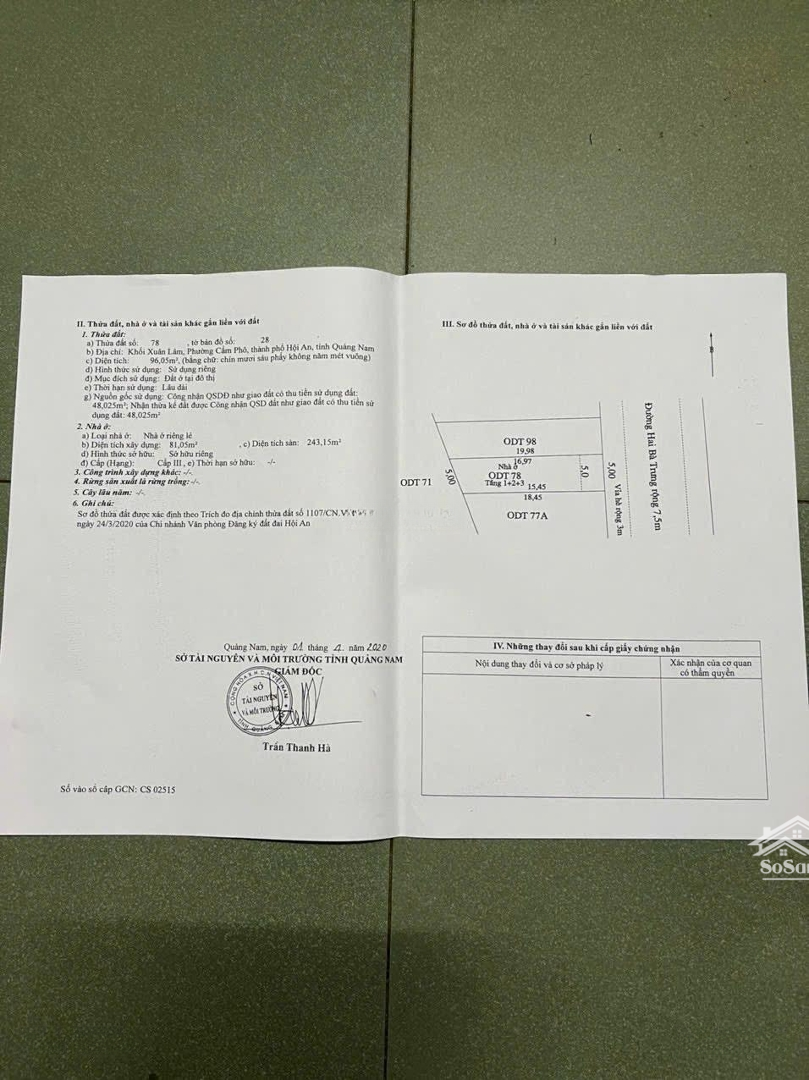 II. Thửa đất, nhà ở và tài sản khác gắn liền với đất
1. Thửa đất:
a) Thửa đất số: 78 , tờ bản đồ số: 28
b) Địa chỉ: Khối Xuân Lâm, Phường Cẩm Phô, thành phố Hội An, tỉnh Quảng Nam
c) Diện tích: 96,05m², (bằng chữ: chín mươi sáu phẩy không năm mét vuông)
d) Hình thức sử dụng: Sử dụng riêng
đ) Mục đích sử dụng: Đất ở tại đô thị
e) Thời hạn sử dụng: Lâu dài
g) Nguồn gốc sử dụng: Công nhận QSDĐ như giao đất có thu tiền sử dụng đất:
48,025m²; Nhận thừa kế đất được Công nhận QSD đất như giao đất có thu tiền sử
dụng đất: 48,025m²
2. Nhà ở:
a) Loại nhà ở: Nhà ở riêng lẻ
b) Diện tích xây dựng: 81,05m² , c) Diện tích sàn: 243,15m²
d) Hình thức sở hữu: Sở hữu riêng
đ) Cấp (Hạng): Cấp III , e) Thời hạn sở hữu: -/-
3. Công trình xây dựng khác: -/-
4. Rừng sản xuất là rừng trồng: -/-
5. Cây lâu năm: -/-
6. Ghi chú:
Sơ đồ thửa đất được xác định theo Trích đo địa chính thửa đất số 1107/CN.
ngày 24/3/2020 của Chi nhánh Văn phòng Đăng ký đất đai Hội An
Quảng Nam, ngày 01 tháng 4 năm 2020
SỞ TÀI NGUYÊN VÀ MÔI TRƯỜNG TỈNH QUẢNG NAM
GIÁM ĐỐC
SỞ
TÀI NGUYÊN
VÀ MÔI TRƯỜNG
Trần Thanh Hà
Số vào sổ cấp GCN: CS 02515
III. Sơ đồ thửa đất, nhà ở và tài sản khác gắn liền với đất
ODT 98
19,98
16,97
Nhà ở
ODT 78
Tầng 1+2+3
15,45
18,45
ODT 77A
ODT 71
5,00
5,0
5,00
Vỉa hè rộng 3m
Đường Hai Bà Trưng rộng 7,5m
IV. Những thay đổi sau khi cấp giấy chứng nhận
Nội dung thay đổi và cơ sở pháp lý
Xác nhận của cơ quan
có thẩm quyền